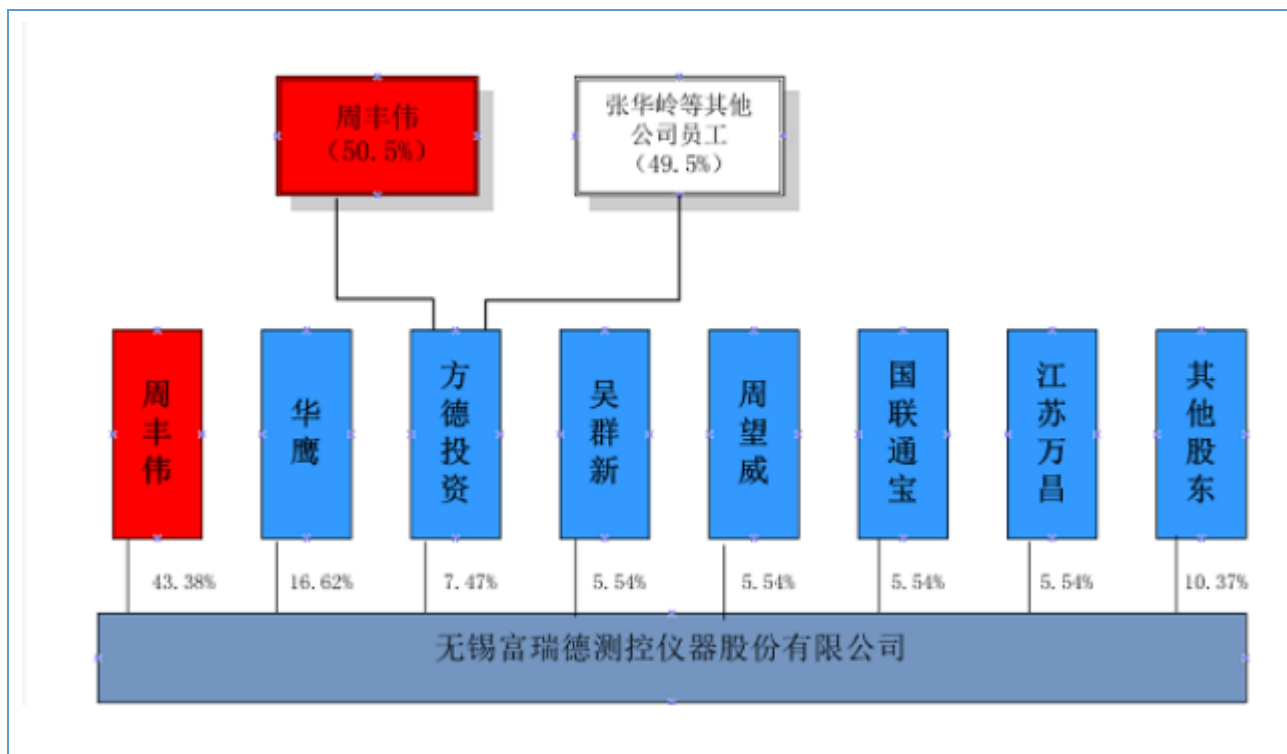 周丰伟
（50.5%）
张华岭等其他
公司员工
（49.5%）
周丰伟
华鹰
方德投资
吴群新
周望威
国联通宝
江苏万昌
其他股东
43.38%
16.62%
7.47%
5.54%
5.54%
5.54%
5.54%
10.37%
无锡富瑞德测控仪器股份有限公司